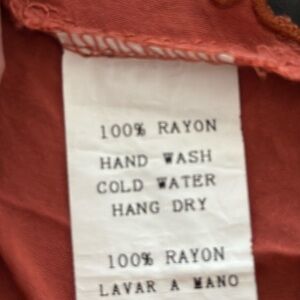 100% RAYON
HAND WASH
COLD WATER
HANG DRY
100% RAYON
LAVAR A MANO